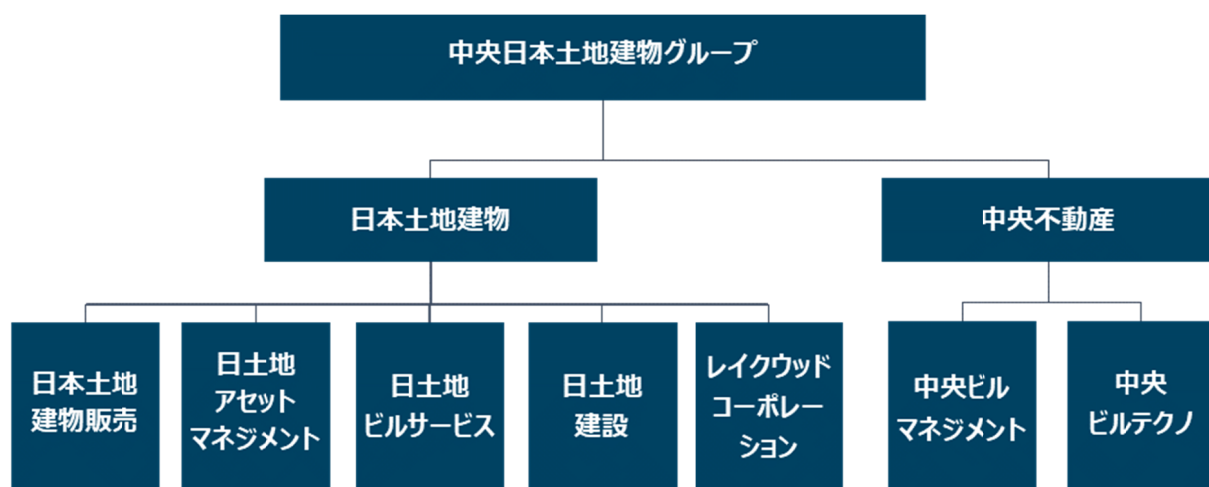 中央日本土地建物グループ
日本土地建物
中央不動産
日本土地
建物販売
日土地
アセット
マネジメント
日土地
ビルサービス
日土地
建設
レイクウッド
コーポレー
ション
中央ビル
マネジメント
中央
ビルテクノ